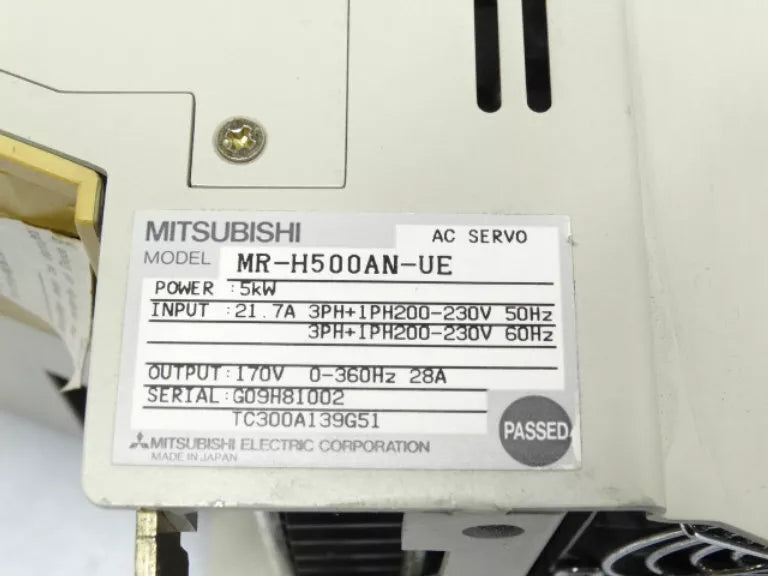 MITSUBISHI AC SERVO
MODEL MR-H500AN-UE
POWER :5kW
INPUT :21.7A 3PH+1PH200-230V 50Hz
3PH+1PH200-230V 60Hz
OUTPUT:170V 0-360Hz 28A
SERIAL:G09H81002
TC300A139G51
PASSED
MITSUBISHI ELECTRIC CORPORATION
MADE IN JAPAN